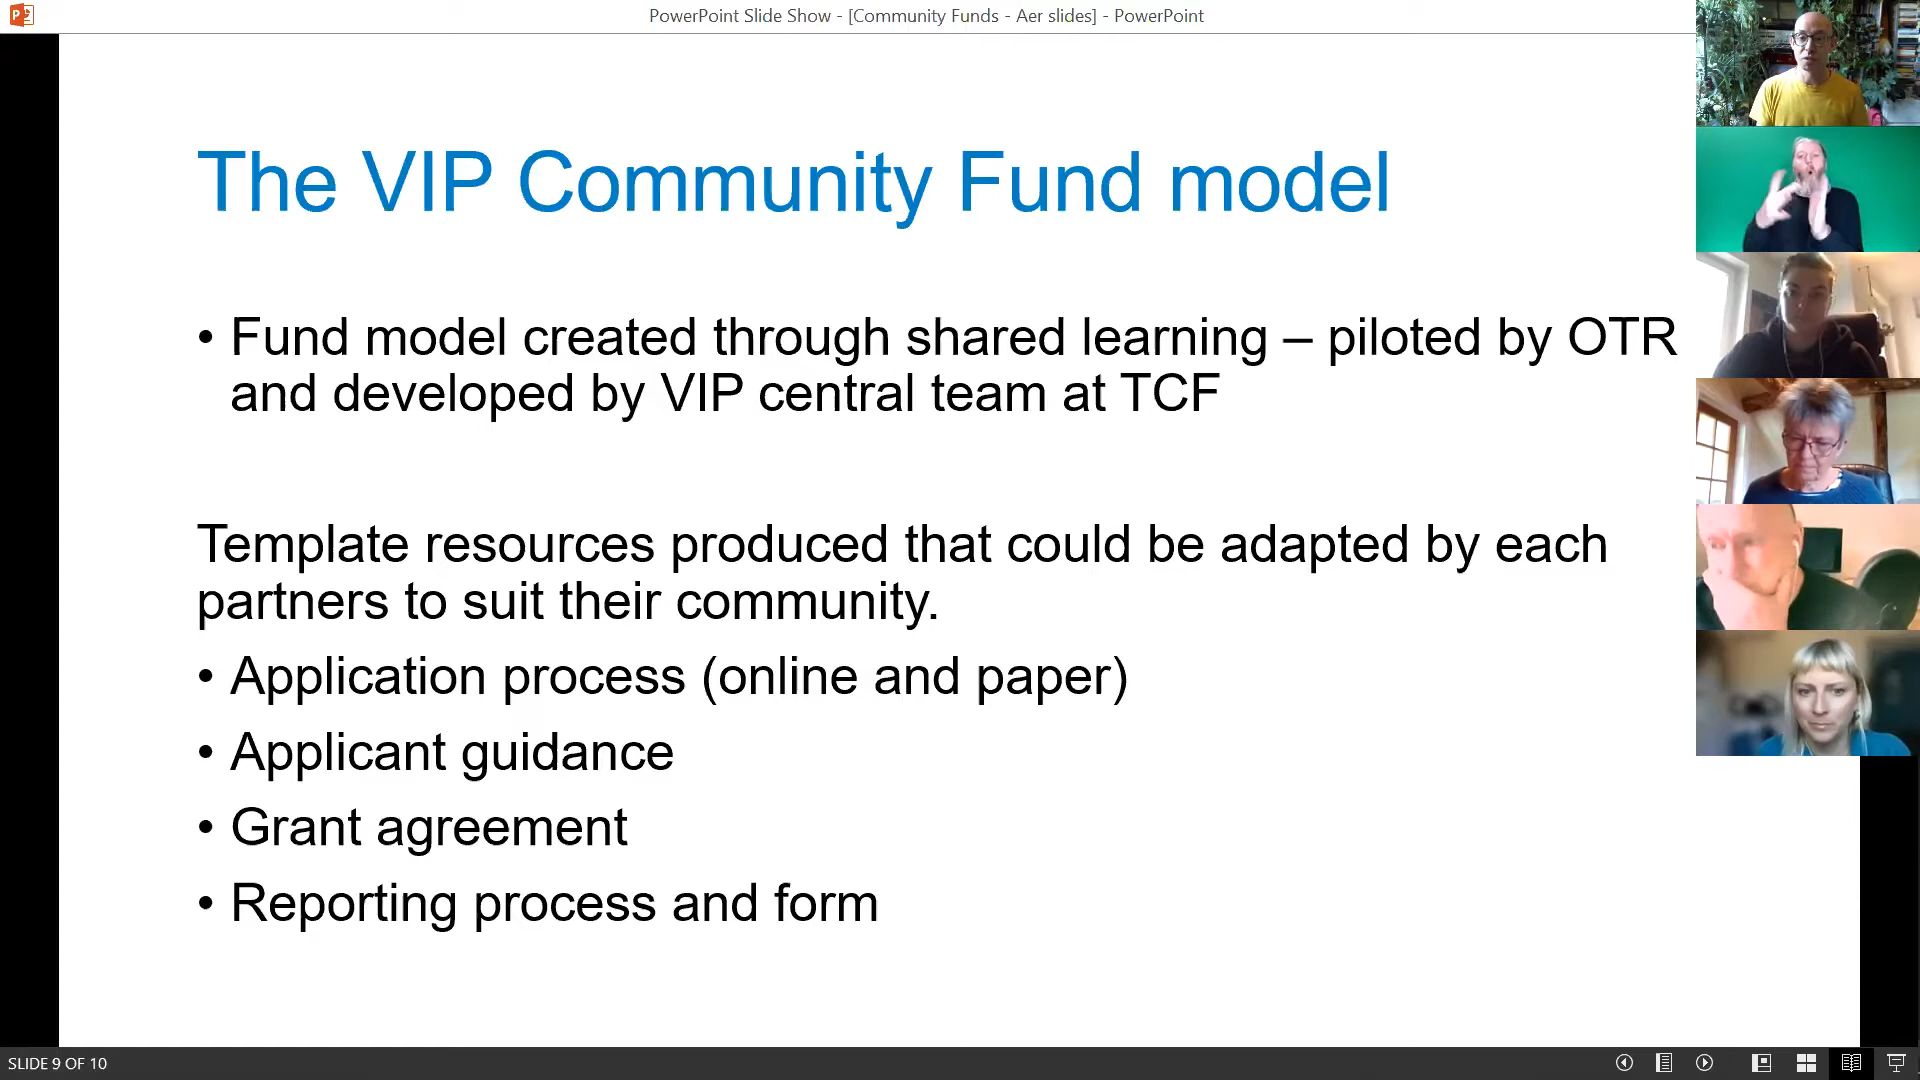 PowerPoint Slide Show - [Community Funds - Aer slides] - PowerPoint
The VIP Community Fund model
• Fund model created through shared learning – piloted by OTR
and developed by VIP central team at TCF
Template resources produced that could be adapted by each
partners to suit their community.
• Application process (online and paper)
• Applicant guidance
• Grant agreement
• Reporting process and form
SLIDE 9 OF 10